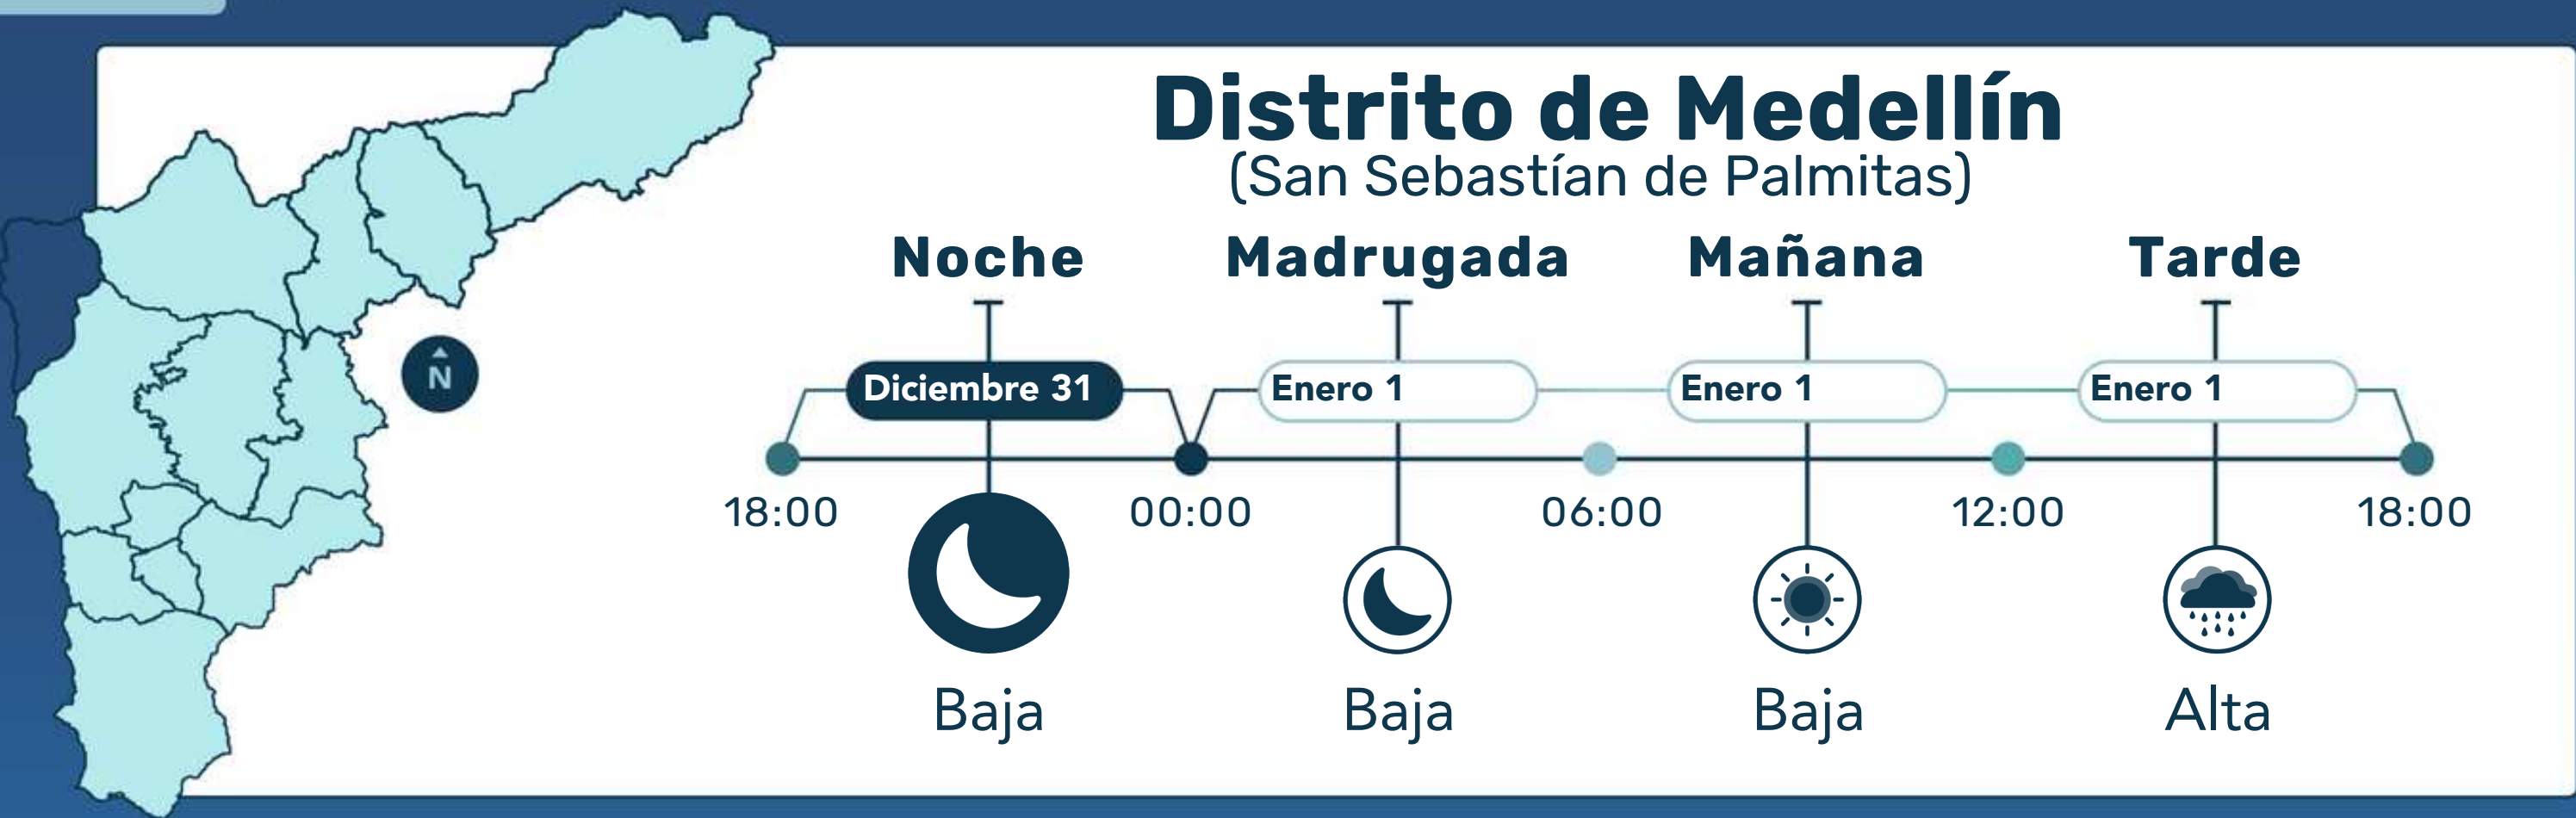 Distrito de Medellín
(San Sebastían de Palmitas)
Noche Madrugada Mañana Tarde
Diciembre 31 Enero 1 Enero 1 Enero 1
N
18:00 00:00 06:00 12:00 18:00
Baja Baja Baja Alta